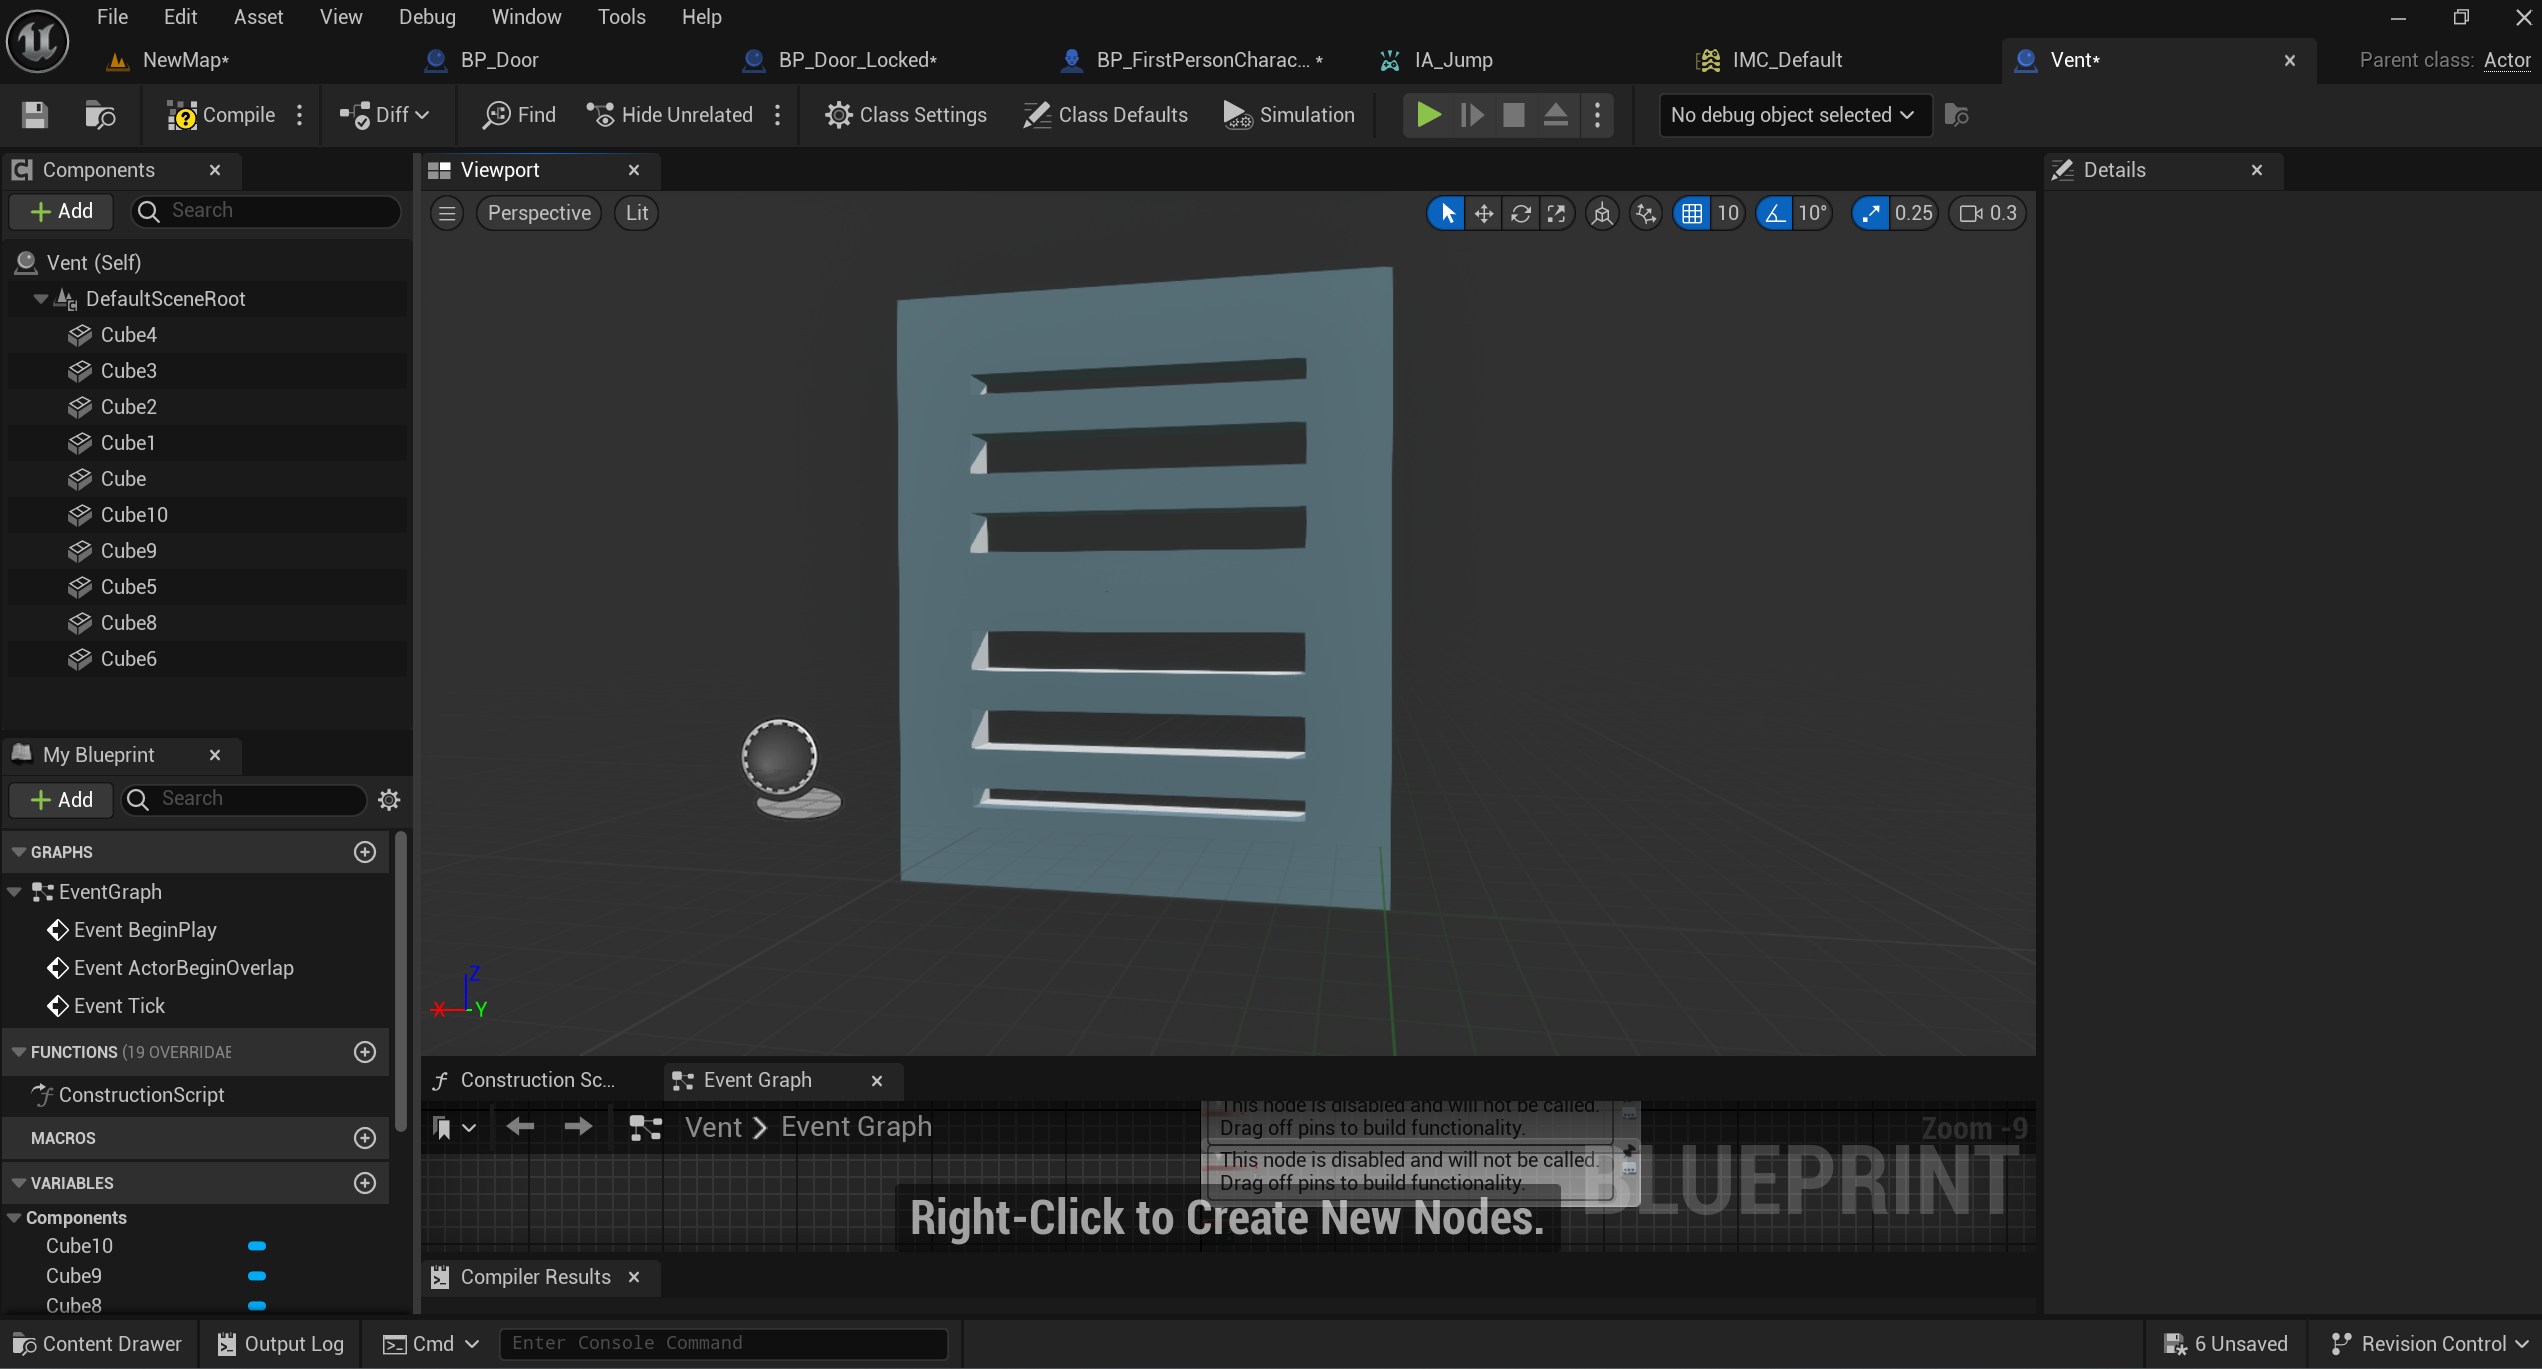 File Edit Asset View Debug Window Tools Help
NewMap* BP_Door BP_Door_Locked* BP_FirstPersonCharac... * IA_Jump IMC_Default Vent* Parent class: Actor
Compile Diff Find Hide Unrelated Class Settings Class Defaults Simulation No debug object selected
Components Viewport Details
Add Search Perspective Lit 10 10° 0.25 0.3
Vent (Self)
DefaultSceneRoot
Cube4
Cube3
Cube2
Cube1
Cube
Cube10
Cube9
Cube5
Cube8
Cube6
My Blueprint
Add Search
GRAPHS
EventGraph
Event BeginPlay
Event ActorBeginOverlap
Event Tick
FUNCTIONS (19 OVERRIDAE
ConstructionScript
MACROS
VARIABLES
Components
Cube10
Cube9
Cube8
Z
X Y
Construction Sc... Event Graph
Vent > Event Graph
This node is disabled and will not be called.
Drag off pins to build functionality.
This node is disabled and will not be called.
Drag off pins to build functionality.
Zoom -9
BLUEPRINT
Right-Click to Create New Nodes.
Compiler Results
Content Drawer Output Log Cmd Enter Console Command 6 Unsaved Revision Control